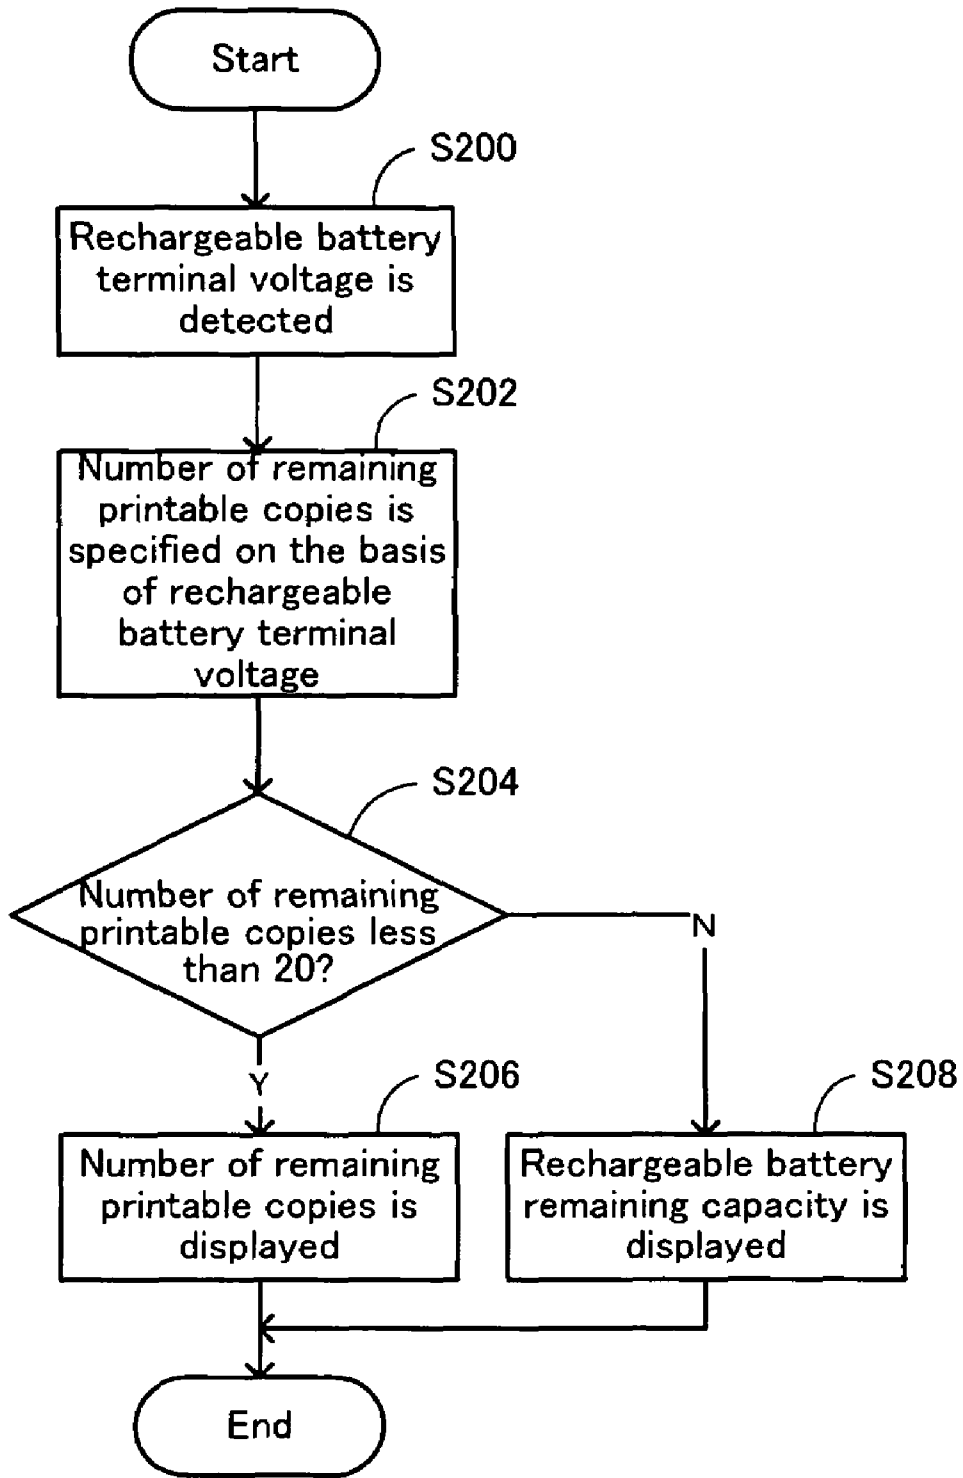 Start
S200
Rechargeable battery
terminal voltage is
detected
S202
Number of remaining
printable copies is
specified on the basis
of rechargeable
battery terminal
voltage
S204
Number of remaining
printable copies less
than 20?
N
Y
S206
S208
Number of remaining
printable copies is
displayed
Rechargeable battery
remaining capacity is
displayed
End